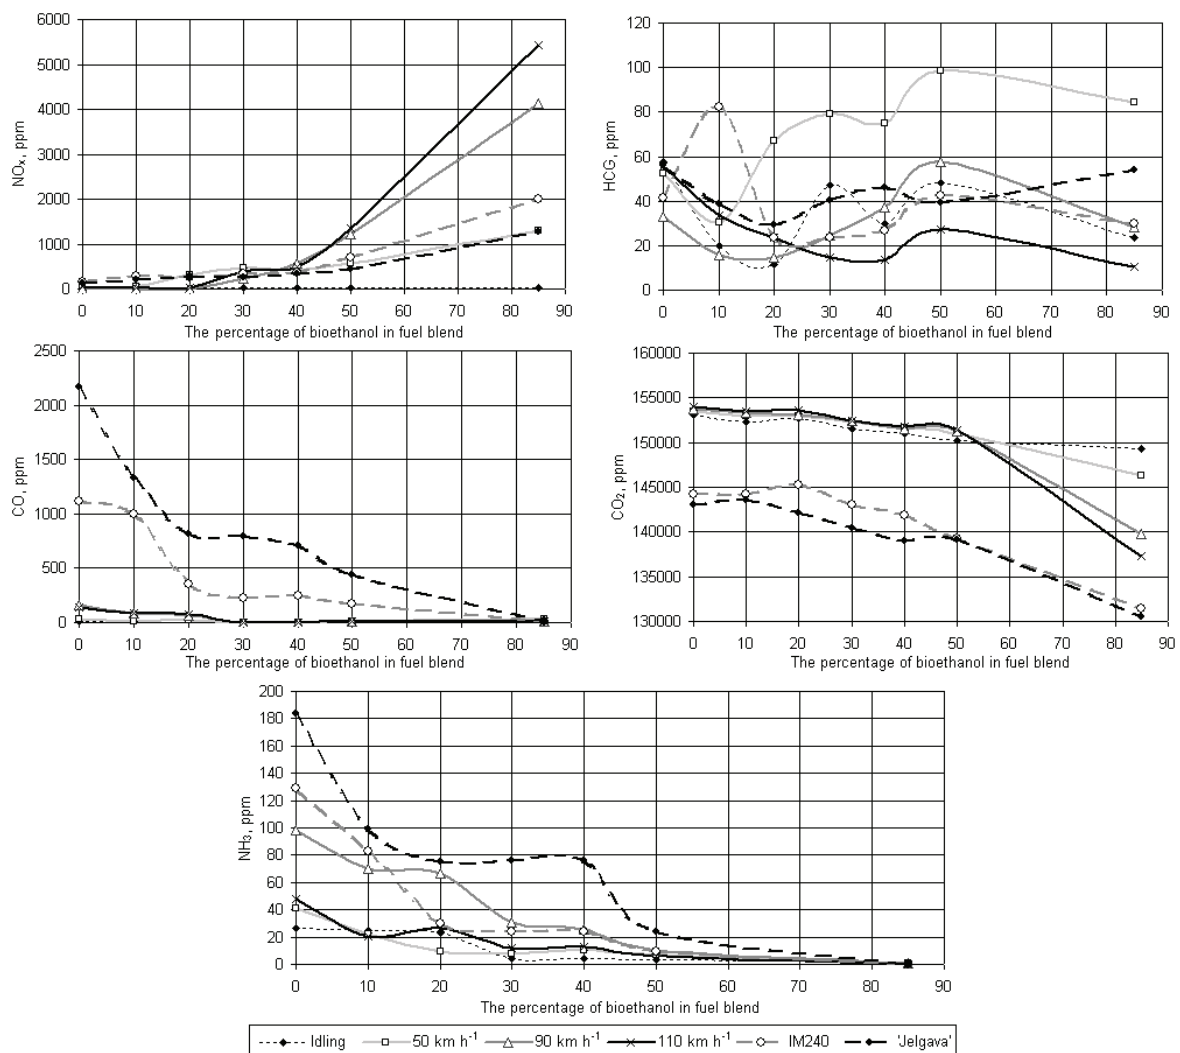 6000
5000
4000
3000
2000
1000
0
NOx, ppm
0 10 20 30 40 50 60 70 80 90
The percentage of bioethanol in fuel blend
120
100
80
60
40
20
0
HCG, ppm
0 10 20 30 40 50 60 70 80 90
The percentage of bioethanol in fuel blend
2500
2000
1500
1000
500
0
CO, ppm
0 10 20 30 40 50 60 70 80 90
The percentage of bioethanol in fuel blend
160000
155000
150000
145000
140000
135000
130000
CO₂, ppm
0 10 20 30 40 50 60 70 80 90
The percentage of bioethanol in fuel blend
200
180
160
140
120
100
80
60
40
20
0
NH₃, ppm
0 10 20 30 40 50 60 70 80 90
The percentage of bioethanol in fuel blend
Idling 50 km h⁻¹ 90 km h⁻¹ 110 km h⁻¹ IM240 'Jelgava'